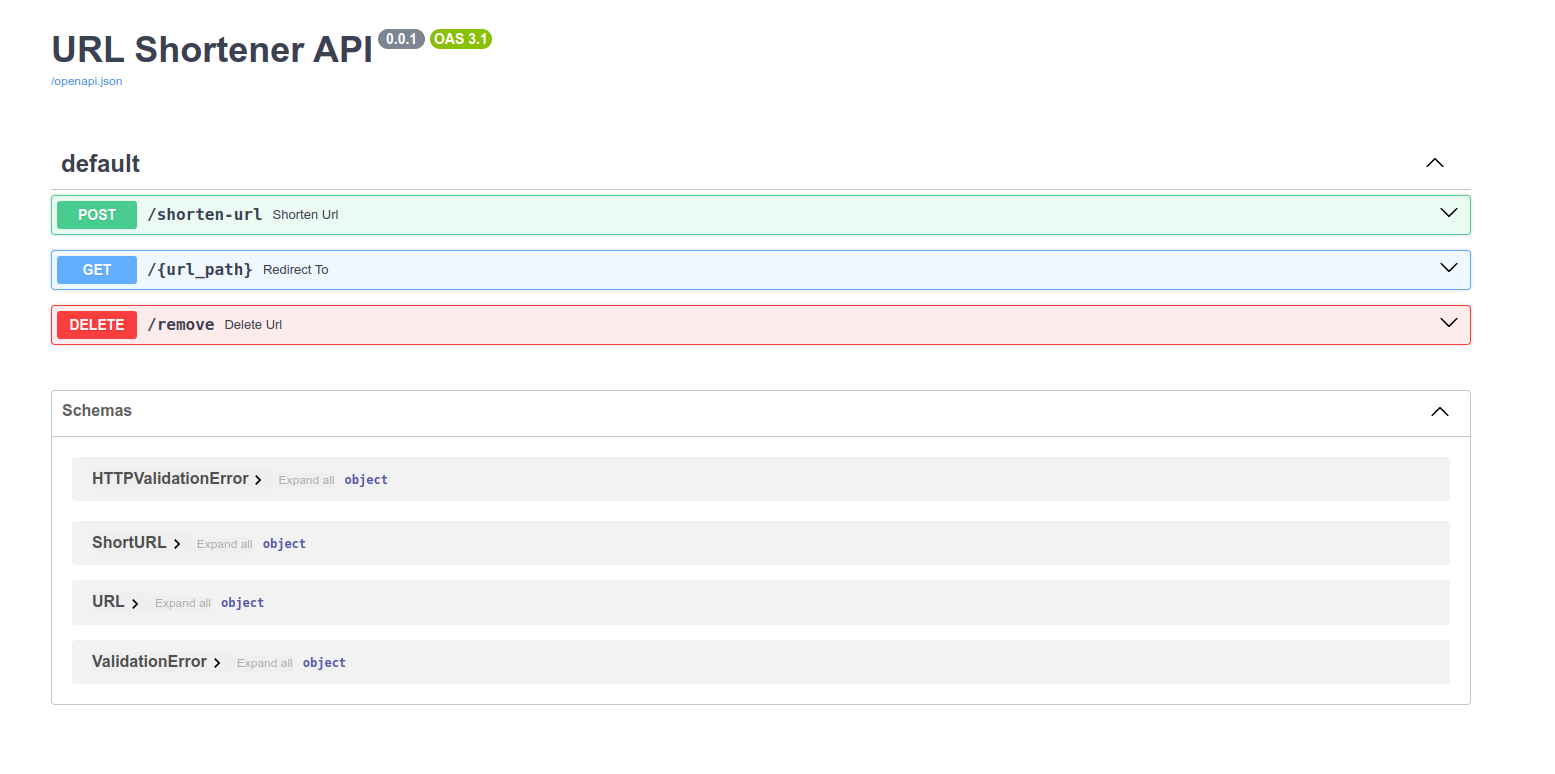 URL Shortener API 0.0.1 OAS 3.1
/openapi.json
default
POST /shorten-url Shorten Url
GET /{url_path} Redirect To
DELETE /remove Delete Url
Schemas
HTTPValidationError Expand all object
ShortURL Expand all object
URL Expand all object
ValidationError Expand all object